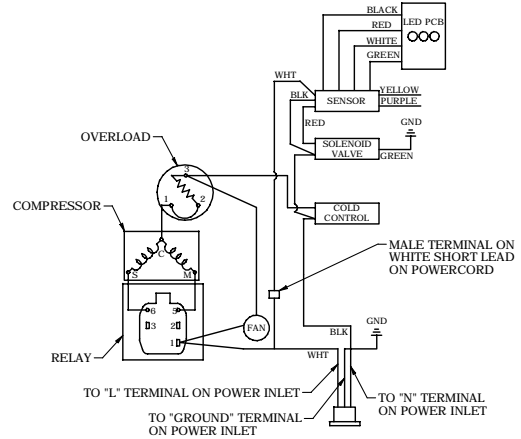 BLACK
LED PCB
RED
WHITE
GREEN
WHT
BLK
SENSOR
YELLOW
PURPLE
RED
GND
SOLENOID
VALVE
GREEN
OVERLOAD
3
1
2
COLD
CONTROL
COMPRESSOR
C
S
M
MALE TERMINAL ON
WHITE SHORT LEAD
ON POWERCORD
6
5
3
2
1
FAN
GND
BLK
RELAY
WHT
TO "L" TERMINAL ON POWER INLET
TO "N" TERMINAL
ON POWER INLET
TO "GROUND" TERMINAL
ON POWER INLET